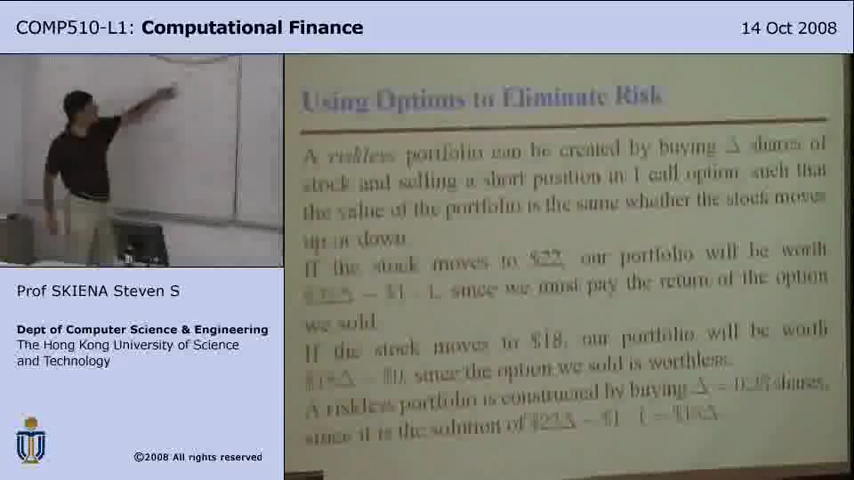 COMP510-L1: Computational Finance
14 Oct 2008
Using Options to Eliminate Risk
A riskless portfolio can be created by buying Δ shares of
stock and selling a short position in 1 call option such that
the value of the portfolio is the same whether the stock moves
up or down.
If the stock moves to $22, our portfolio will be worth
since we must pay the return of the option
we sold.
If the stock moves to $18, our portfolio will be worth
since the option we sold is worthless.
A riskless portfolio is constructed by buying Δ = shares,
since it is the solution of
Prof SKIENA Steven S
Dept of Computer Science & Engineering
The Hong Kong University of Science
and Technology
©2008 All rights reserved